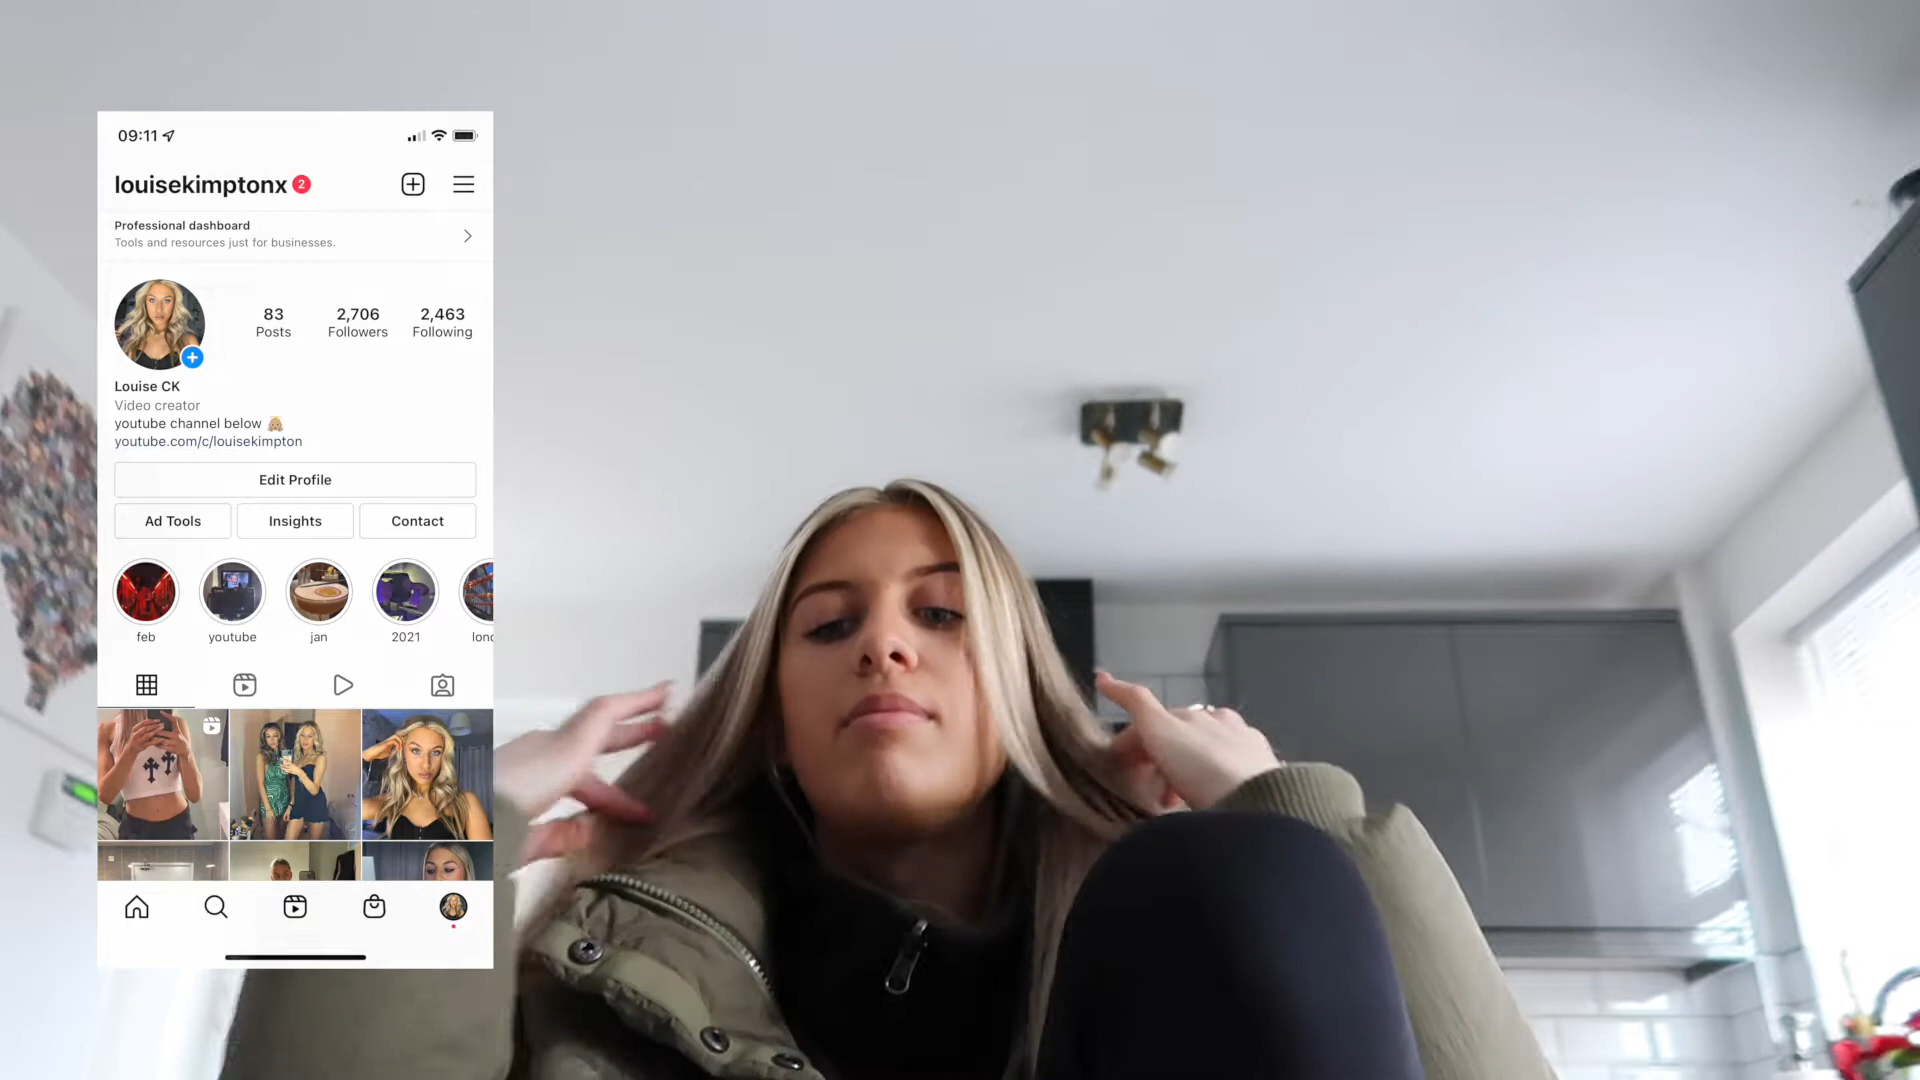 09:11
louisekimptonx 2
Professional dashboard
Tools and resources just for businesses.
83 2,706 2,463
Posts Followers Following
Louise CK
Video creator
youtube channel below
youtube.com/c/louisekimpton
Edit Profile
Ad Tools Insights Contact
feb youtube jan 2021 lond